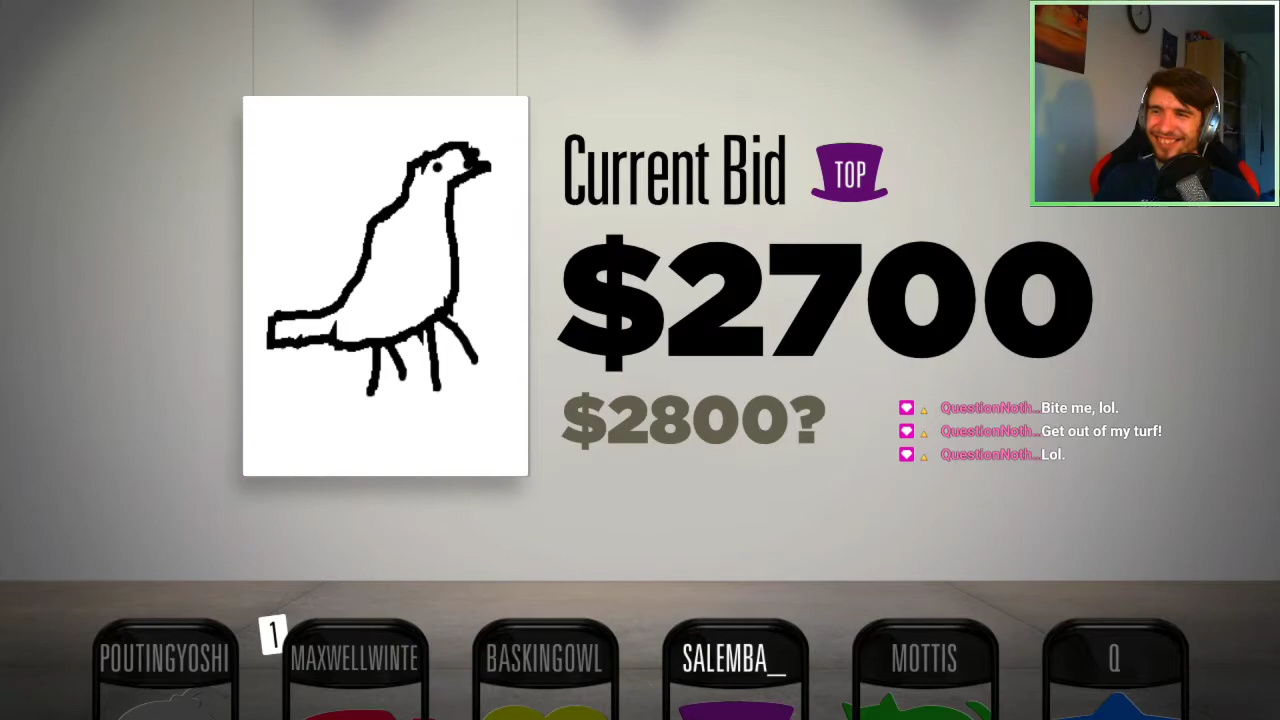 Current Bid
TOP
$2700
$2800?
QuestionNoth...Bite me, lol.
QuestionNoth...Get out of my turf!
QuestionNoth...Lol.
1
POUTINGYOSHI
MAXWELLWINTE
BASKINGOWL
SALEMBA_
MOTTIS
Q